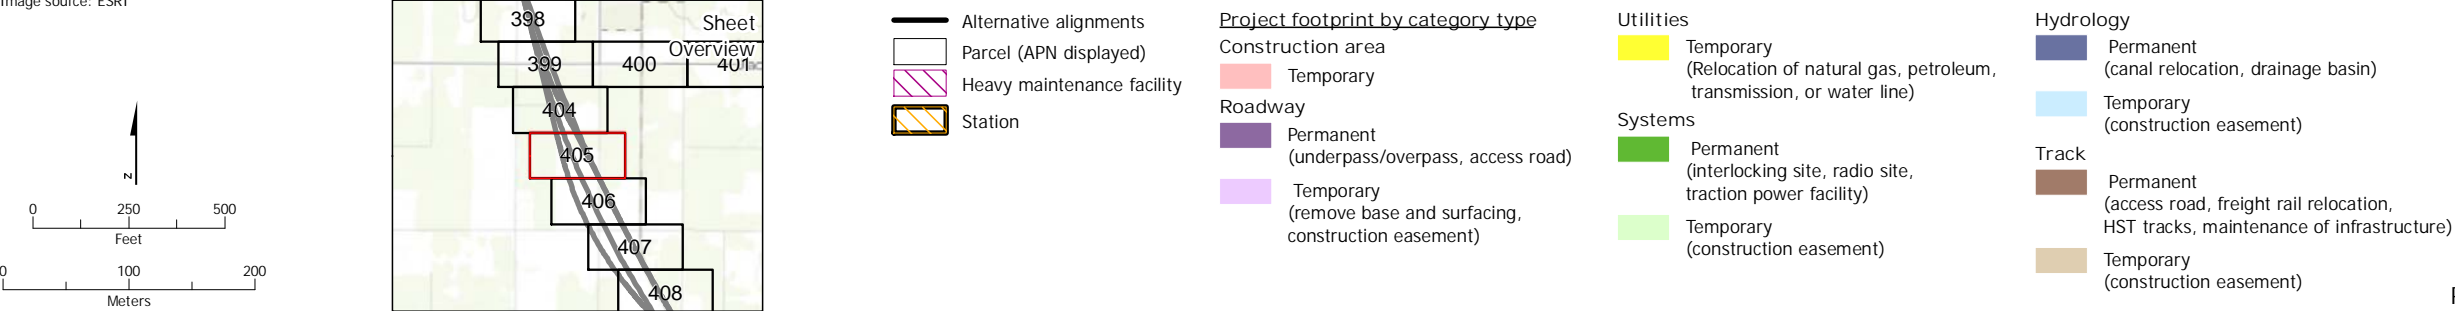 Image source: ESRI
N
0 250 500
Feet
0 100 200
Meters
Sheet
Overview
398
399 400 401
404
405
406
407
408
Alternative alignments
Parcel (APN displayed)
Heavy maintenance facility
Station
Project footprint by category type
Construction area
Temporary
Roadway
Permanent
(underpass/overpass, access road)
Temporary
(remove base and surfacing,
construction easement)
Utilities
Temporary
(Relocation of natural gas, petroleum,
transmission, or water line)
Systems
Permanent
(interlocking site, radio site,
traction power facility)
Temporary
(construction easement)
Hydrology
Permanent
(canal relocation, drainage basin)
Temporary
(construction easement)
Track
Permanent
(access road, freight rail relocation,
HST tracks, maintenance of infrastructure)
Temporary
(construction easement)